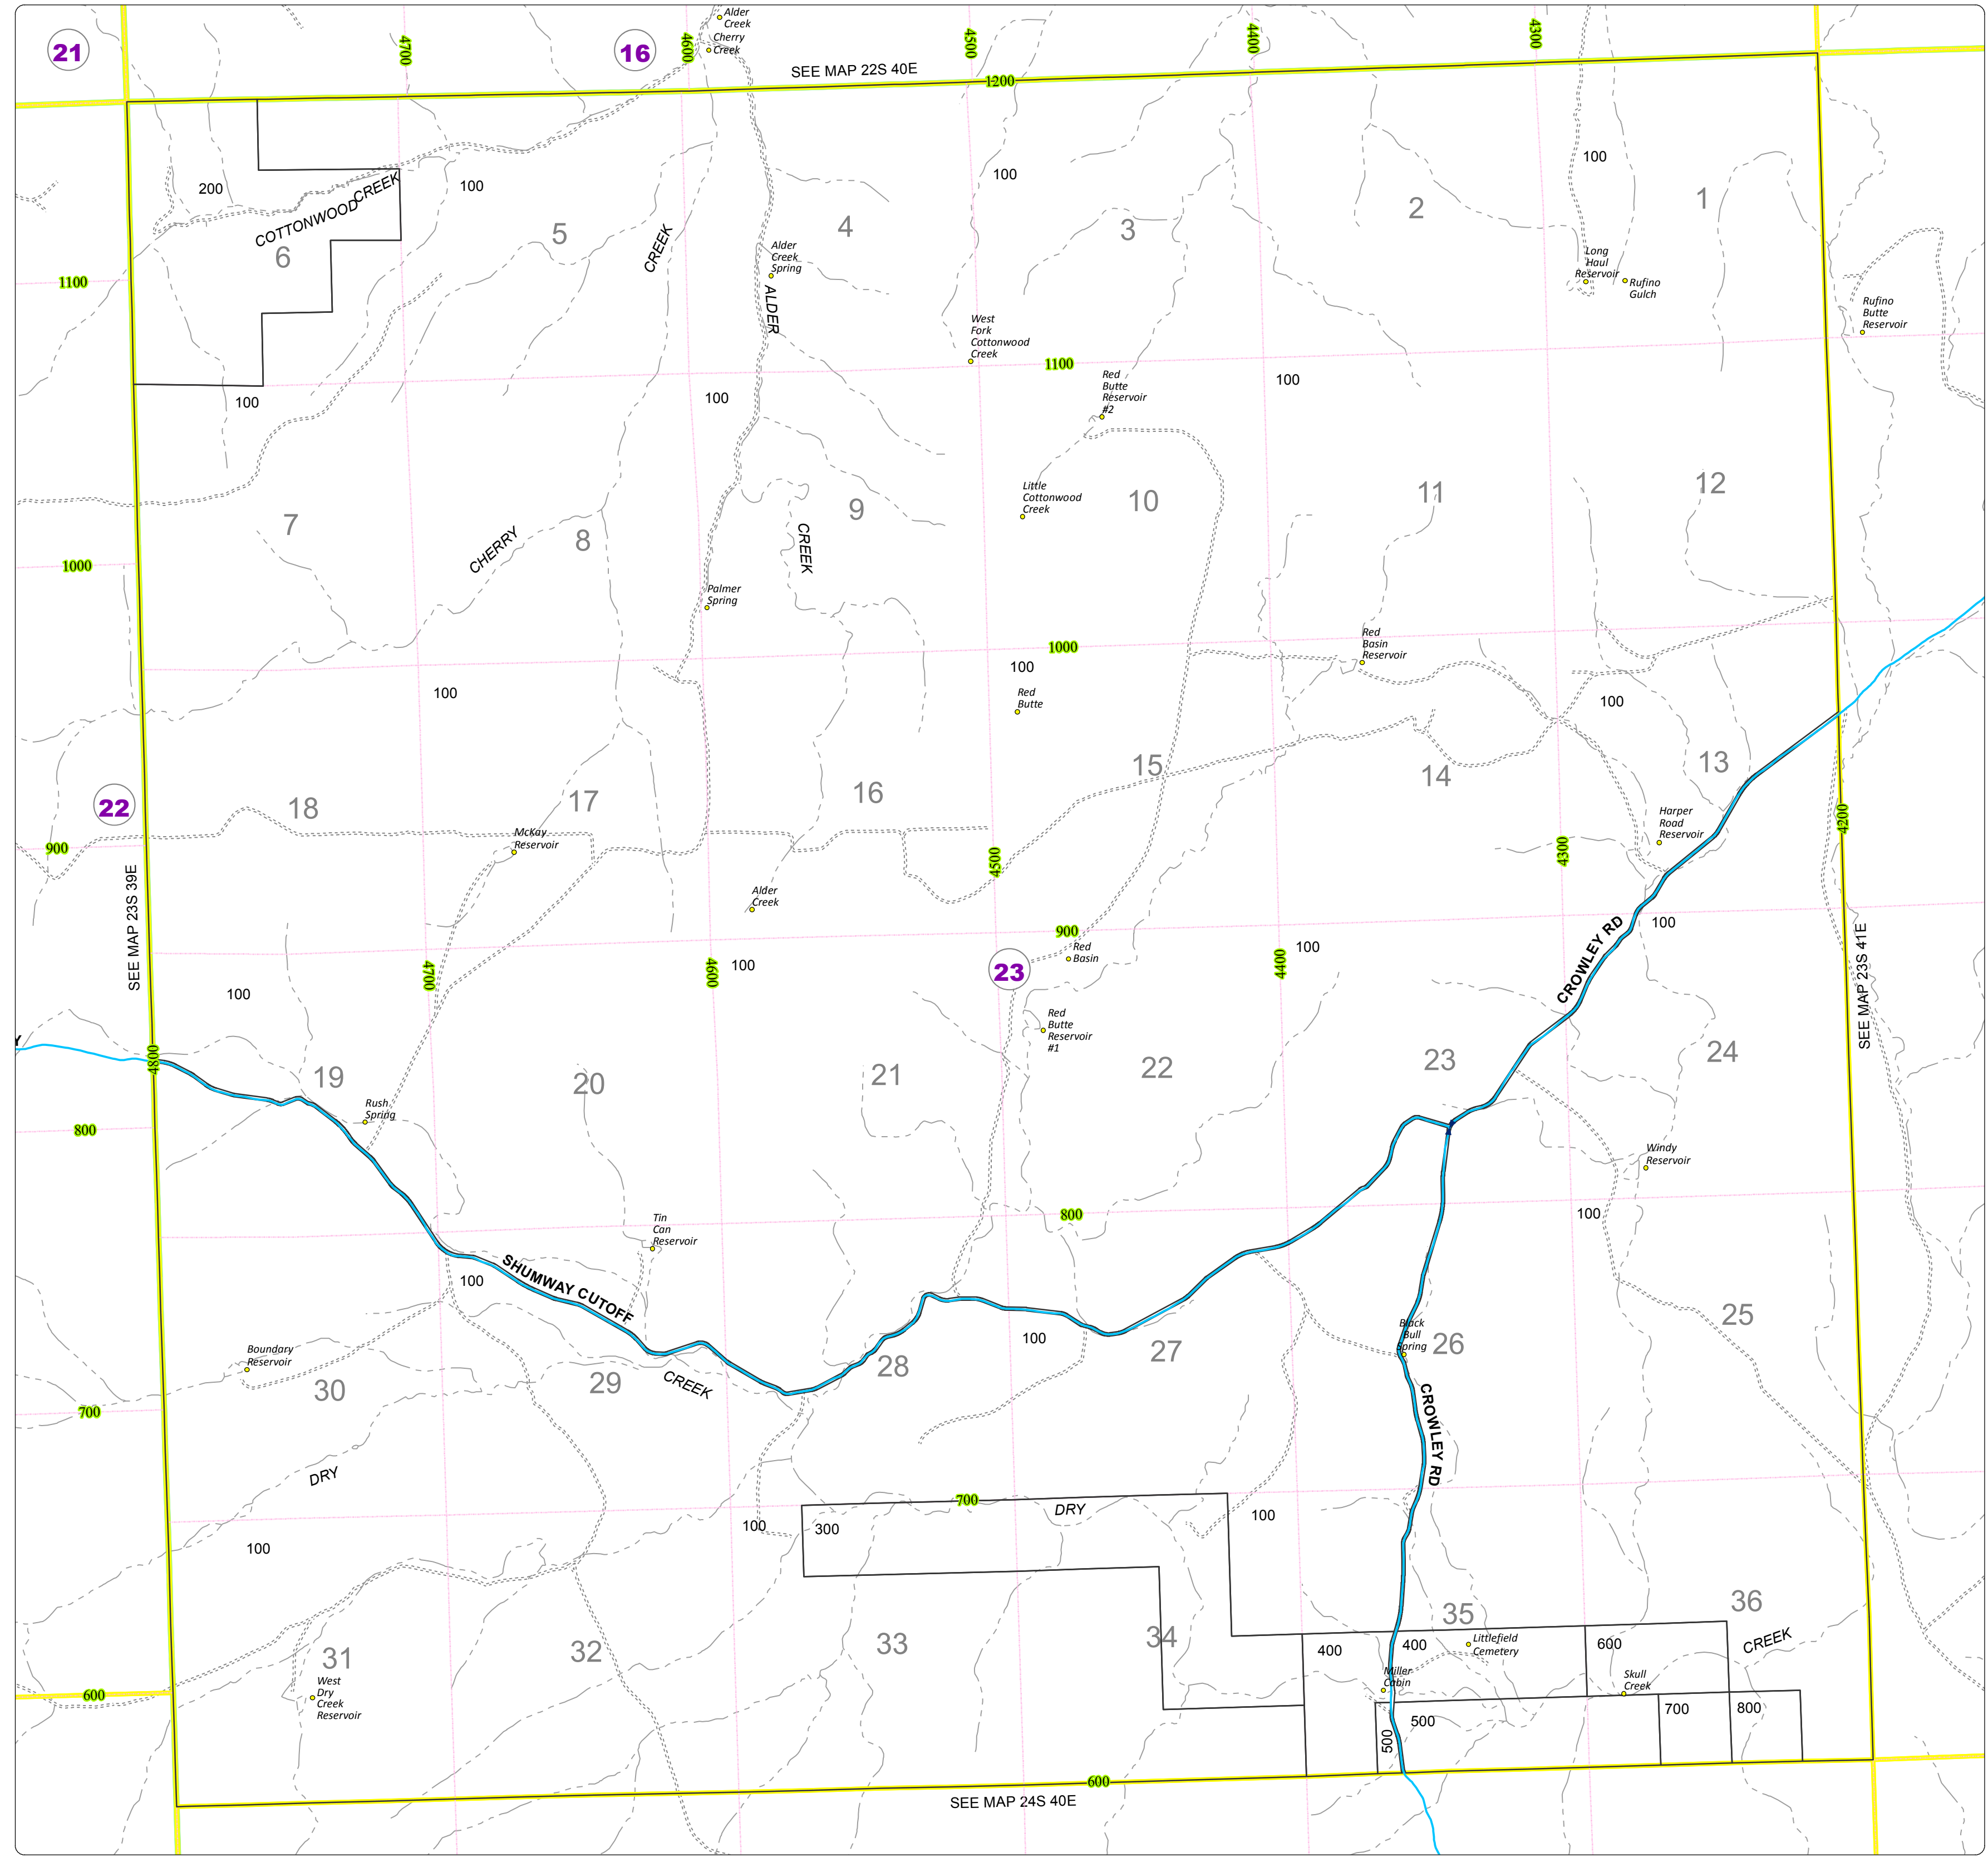 21
16
4700
4600
4500
4400
4300
Alder
Creek
Cherry
Creek
SEE MAP 22S 40E
1200
200
COTTONWOOD
CREEK
100
100
100
6
5
4
3
2
1
CREEK
Alder
Creek
Spring
ALDER
Long
Haul
Reservoir
Rufino
Gulch
Rufino
Butte
Reservoir
1100
West
Fork
Cottonwood
Creek
1100
Red
Butte
Reservoir
#2
100
100
100
Little
Cottonwood
Creek
7
8
9
10
11
12
CHERRY
CREEK
1000
Palmer
Spring
1000
Red
Basin
Reservoir
100
100
Red
Butte
100
18
17
16
15
14
13
22
McKay
Reservoir
Harper
Road
Reservoir
4200
900
4500
4300
SEE MAP 23S 39E
Alder
Creek
900
Red
Basin
100
100
CROWLEY RD
SEE MAP 23S 41E
4700
4600
100
23
4400
100
Red
Butte
Reservoir
#1
Y
4800
19
20
21
22
23
24
Rush
Spring
800
Windy
Reservoir
Tin
Can
Reservoir
800
100
100
SHUMWAY CUTOFF
100
Boundary
Reservoir
Black
Bull
Spring
30
29
28
27
26
25
CREEK
700
CROWLEY RD
DRY
700
DRY
100
100
300
100
31
32
33
34
35
36
West
Dry
Creek
Reservoir
400
400
Littlefield
Cemetery
600
CREEK
Miller
Cabin
Skull
Creek
600
500
500
700
800
600
SEE MAP 24S 40E